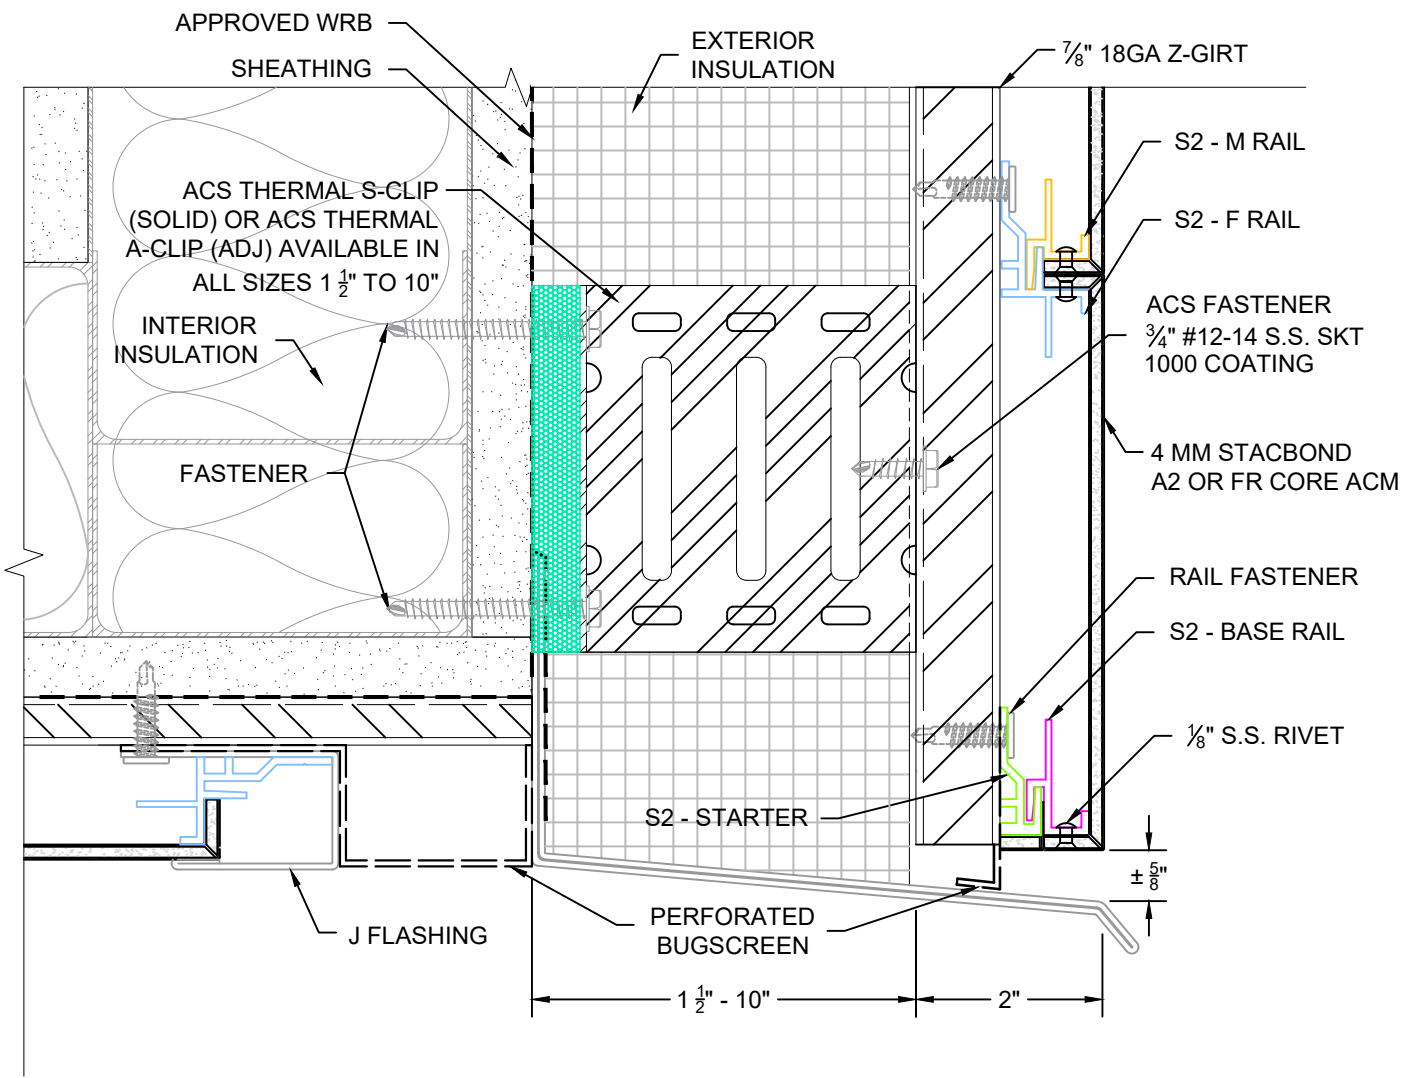 APPROVED WRB
SHEATHING
EXTERIOR
INSULATION
⅞" 18GA Z-GIRT
S2 - M RAIL
S2 - F RAIL
ACS THERMAL S-CLIP
(SOLID) OR ACS THERMAL
A-CLIP (ADJ) AVAILABLE IN
ALL SIZES 1 ½" TO 10"
INTERIOR
INSULATION
ACS FASTENER
¾" #12-14 S.S. SKT
1000 COATING
FASTENER
4 MM STACBOND
A2 OR FR CORE ACM
RAIL FASTENER
S2 - BASE RAIL
⅛" S.S. RIVET
S2 - STARTER
± ⅝"
J FLASHING
PERFORATED
BUGSCREEN
1 ½" - 10"
2"